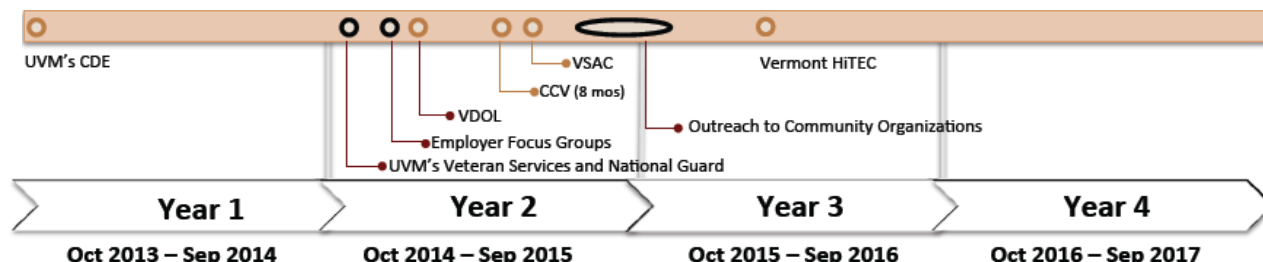 UVM's CDE
VSAC
Vermont HiTEC
CCV (8 mos)
VDOL
Outreach to Community Organizations
Employer Focus Groups
UVM's Veteran Services and National Guard
Year 1
Year 2
Year 3
Year 4
Oct 2013 – Sep 2014
Oct 2014 – Sep 2015
Oct 2015 – Sep 2016
Oct 2016 – Sep 2017